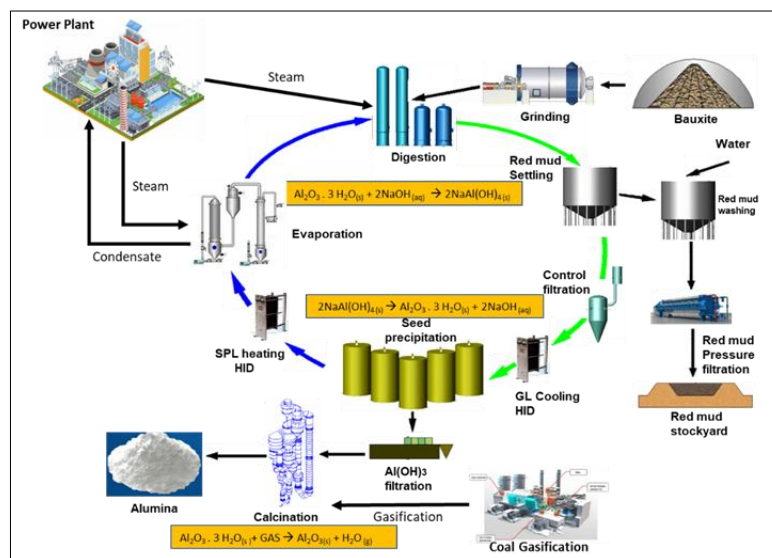 Power Plant
Steam
Grinding
Bauxite
Digestion
Red mud
Settling
Water
Steam
Al₂O₃ . 3 H₂O(s) + 2NaOH (aq) → 2NaAl(OH)4 (s)
Red mud
washing
Evaporation
Condensate
Control
filtration
2NaAl(OH)4(s) → Al₂O₃ . 3 H₂O(s) + 2NaOH(aq)
Seed
precipitation
SPL heating
HID
GL Cooling
HID
Red mud
Pressure
filtration
Red mud
stockyard
Al(OH)3
filtration
Alumina
Calcination
Gasification
Al₂O₃ . 3 H₂O(s )+ GAS → Al₂O₃(s) + H₂O (g)
Coal Gasification